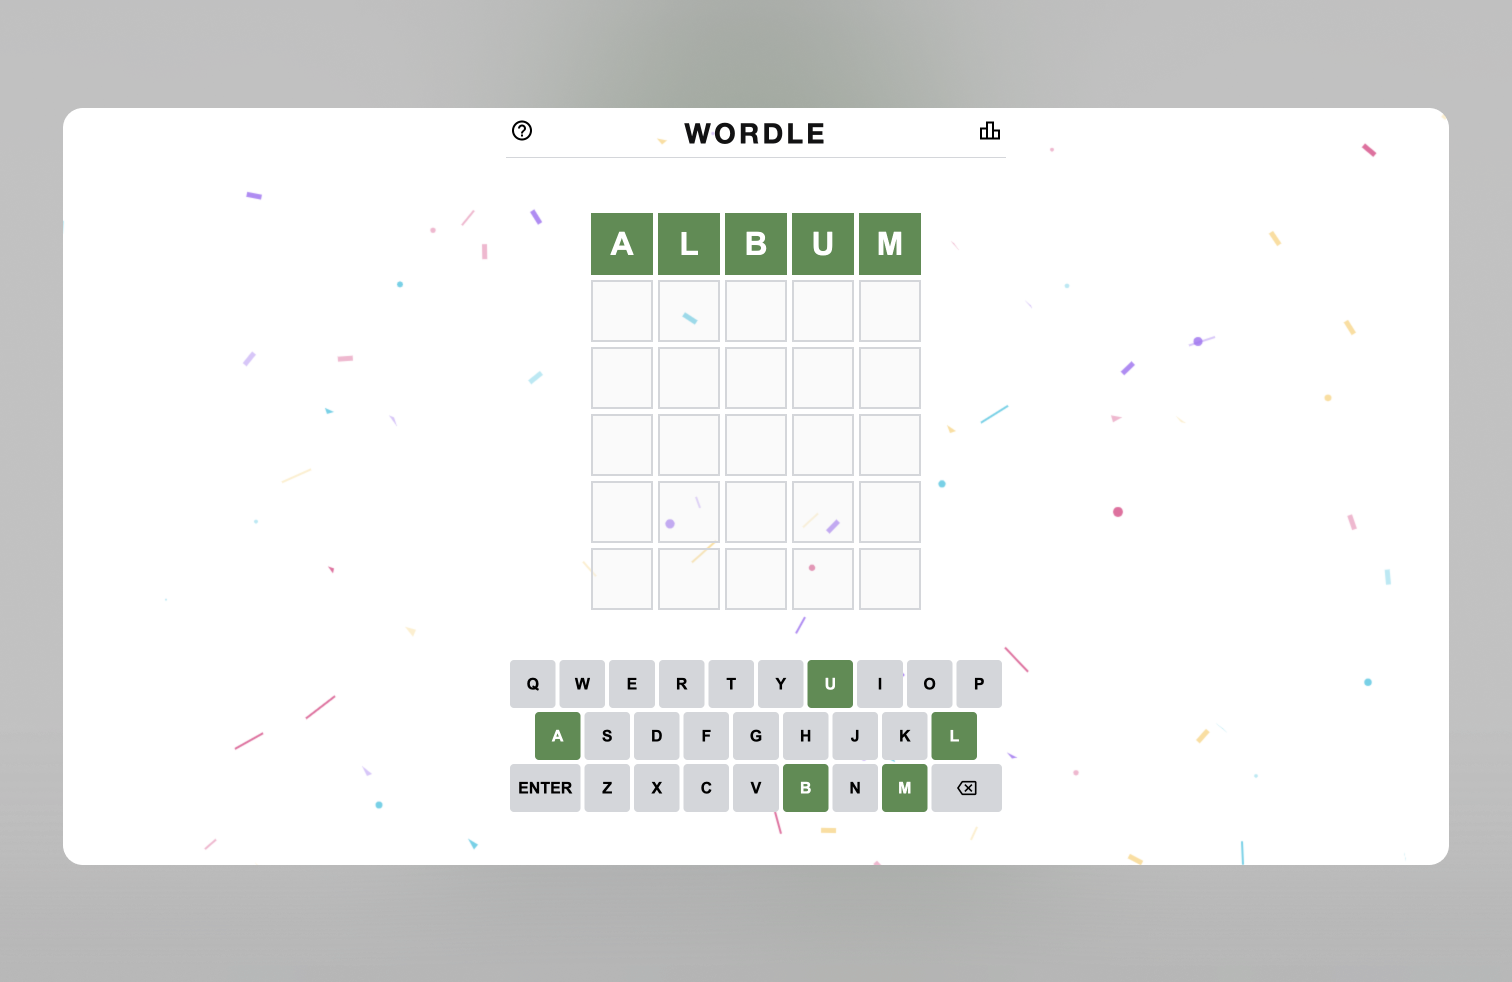 WORDLE
A L B U M
Q W E R T Y U I O P
A S D F G H J K L
ENTER Z X C V B N M